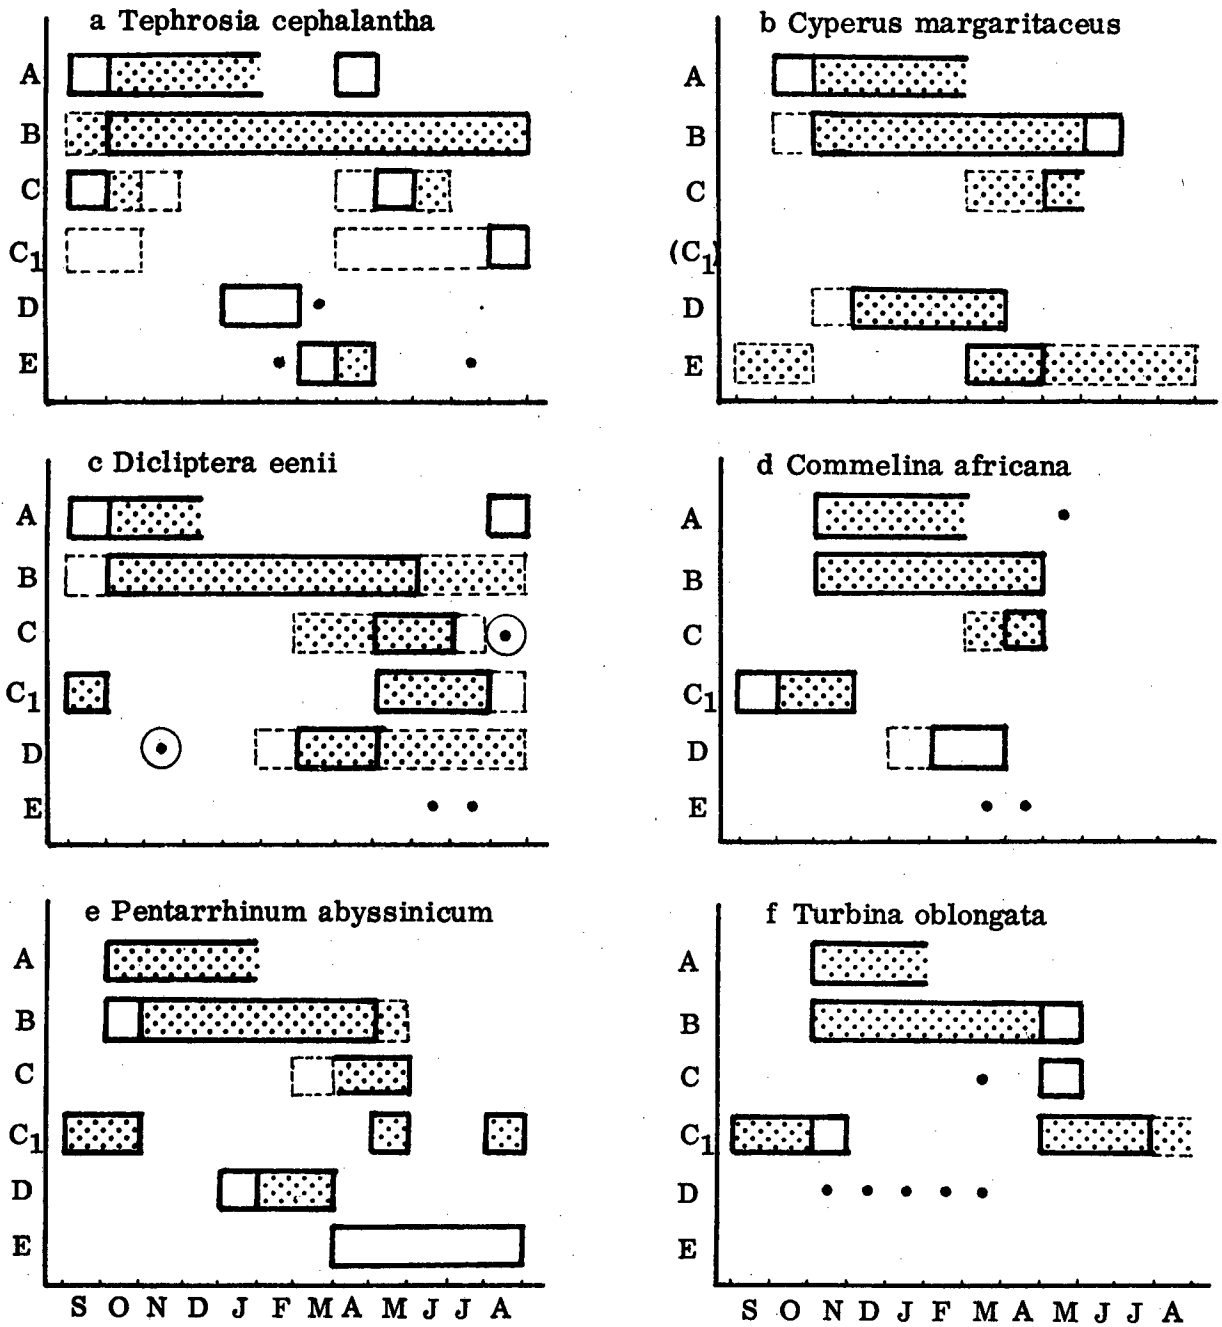 a Tephrosia cephalantha
A
B
C
C1
D
E
b Cyperus margaritaceus
A
B
C
(C1)
D
E
c Dicliptera eenii
A
B
C
C1
D
E
d Commelina africana
A
B
C
C1
D
E
e Pentarrhinum abyssinicum
A
B
C
C1
D
E
S O N D J F M A M J J A
f Turbina oblongata
A
B
C
C1
D
E
S O N D J F M A M J J A